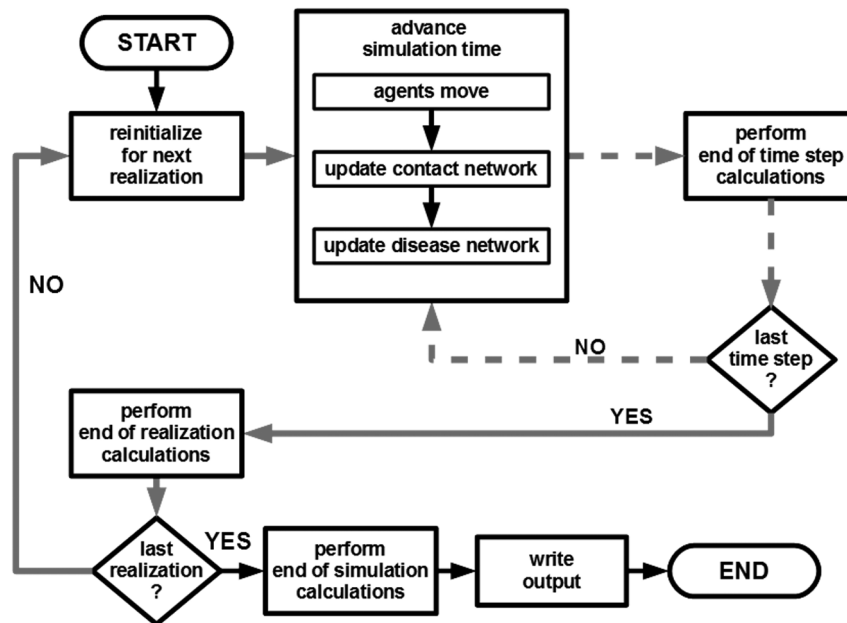 START
reinitialize
for next
realization
advance
simulation time
agents move
update contact network
update disease network
perform
end of time step
calculations
last
time step
?
NO
YES
NO
perform
end of realization
calculations
last
realization
?
YES
perform
end of simulation
calculations
write
output
END